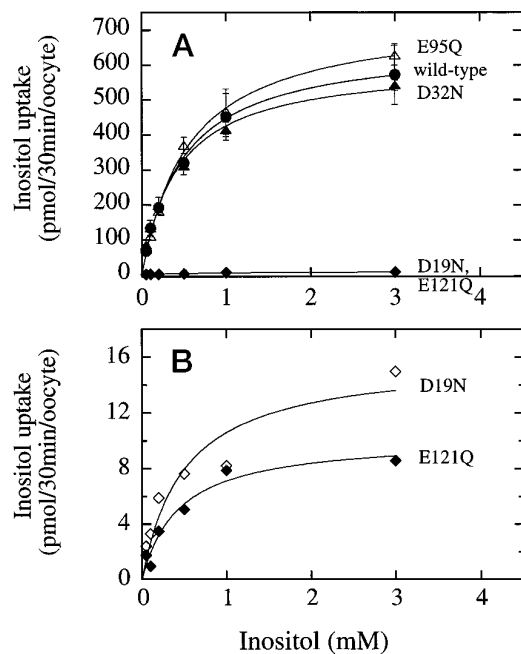 A
700
600
500
400
300
200
100
0
Inositol uptake
(pmol/30min/oocyte)
E95Q
wild-type
D32N
D19N,
E121Q
0 1 2 3 4
B
16
12
8
4
0
Inositol uptake
(pmol/30min/oocyte)
D19N
E121Q
0 1 2 3 4
Inositol (mM)